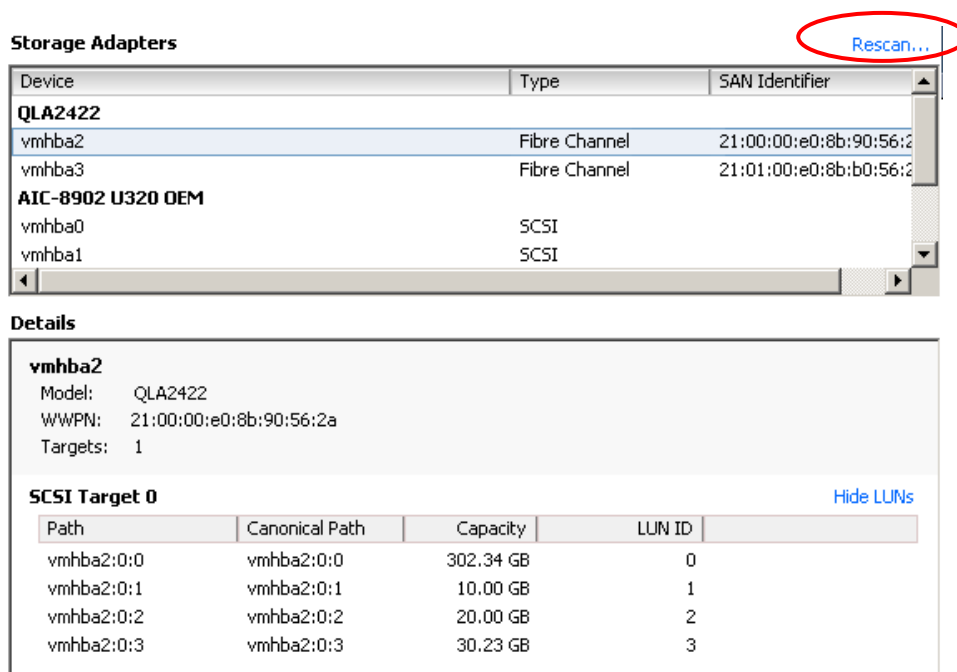 Storage Adapters Rescan...
Device Type SAN Identifier
QLA2422
vmhba2 Fibre Channel 21:00:00:e0:8b:90:56:2
vmhba3 Fibre Channel 21:01:00:e0:8b:b0:56:2
AIC-8902 U320 OEM
vmhba0 SCSI
vmhba1 SCSI
Details
vmhba2
Model: QLA2422
WWPN: 21:00:00:e0:8b:90:56:2a
Targets: 1
SCSI Target 0 Hide LUNs
Path Canonical Path Capacity LUN ID
vmhba2:0:0 vmhba2:0:0 302.34 GB 0
vmhba2:0:1 vmhba2:0:1 10.00 GB 1
vmhba2:0:2 vmhba2:0:2 20.00 GB 2
vmhba2:0:3 vmhba2:0:3 30.23 GB 3